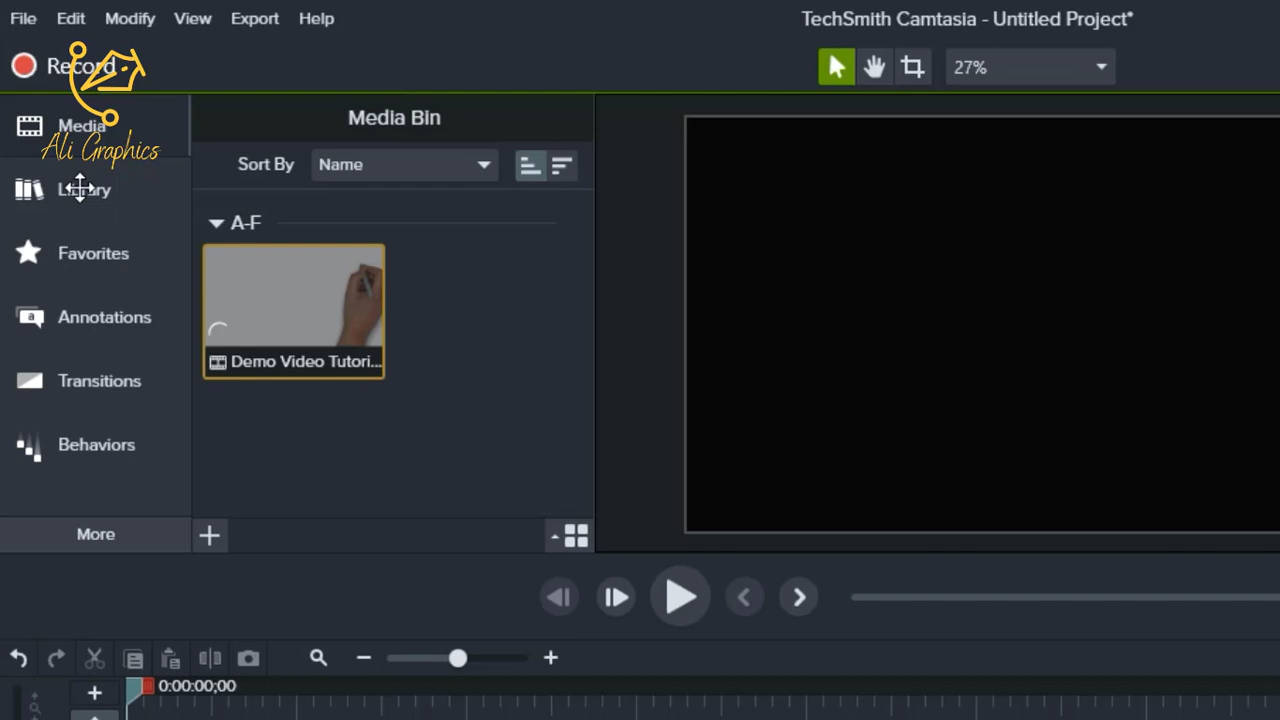 File Edit Modify View Export Help
TechSmith Camtasia - Untitled Project*
Record
27%
Media
Ali Graphics
Library
Favorites
Annotations
Transitions
Behaviors
More
Media Bin
Sort By Name
A-F
Demo Video Tutori...
0:00:00;00